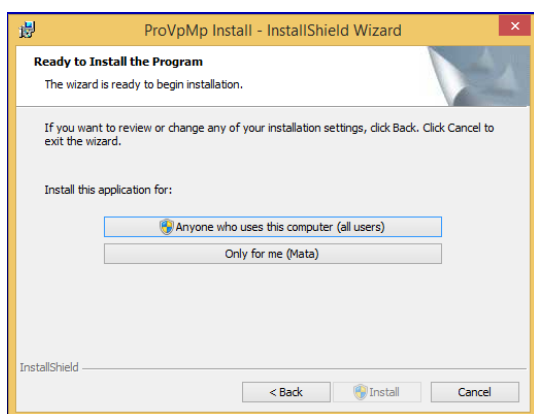 ProVpMp Install - InstallShield Wizard
Ready to Install the Program
The wizard is ready to begin installation.
If you want to review or change any of your installation settings, click Back. Click Cancel to
exit the wizard.
Install this application for:
Anyone who uses this computer (all users)
Only for me (Mata)
InstallShield
< Back
Install
Cancel